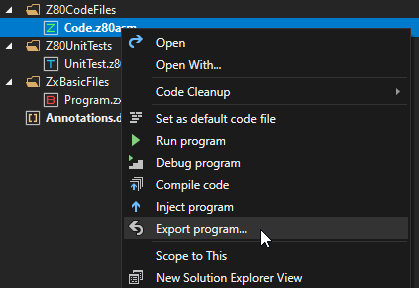 Z80CodeFiles
Code.z80asm
Z80UnitTests
UnitTest.z80
ZxBasicFiles
Program.zx
Annotations.d
Open
Open With...
Code Cleanup
Set as default code file
Run program
Debug program
Compile code
Inject program
Export program...
Scope to This
New Solution Explorer View